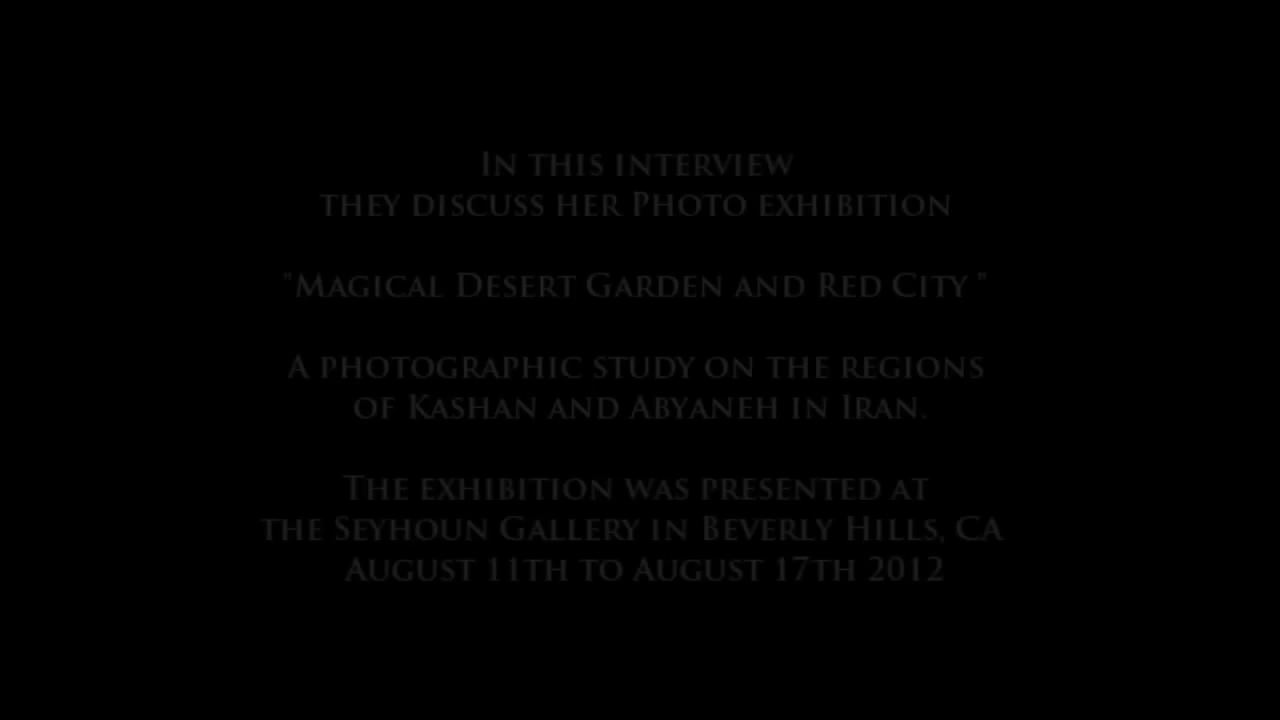 In this interview
they discuss her Photo exhibition
"Magical Desert Garden and Red City "
A photographic study on the regions
of Kashan and Abyaneh in Iran.
The exhibition was presented at
the Seyhoun Gallery in Beverly Hills, CA
August 11th to August 17th 2012